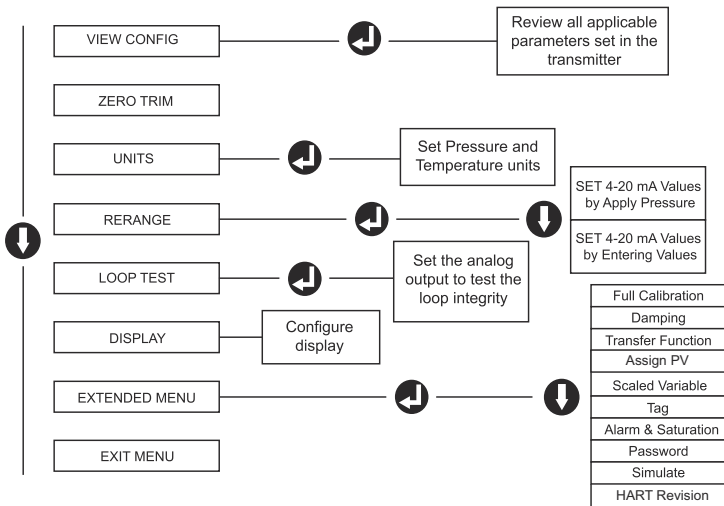 VIEW CONFIG
Review all applicable
parameters set in the
transmitter
ZERO TRIM
UNITS
Set Pressure and
Temperature units
RERANGE
SET 4-20 mA Values
by Apply Pressure
SET 4-20 mA Values
by Entering Values
LOOP TEST
Set the analog
output to test the
loop integrity
DISPLAY
Configure
display
EXTENDED MENU
Full Calibration
Damping
Transfer Function
Assign PV
Scaled Variable
Tag
Alarm & Saturation
Password
Simulate
HART Revision
EXIT MENU